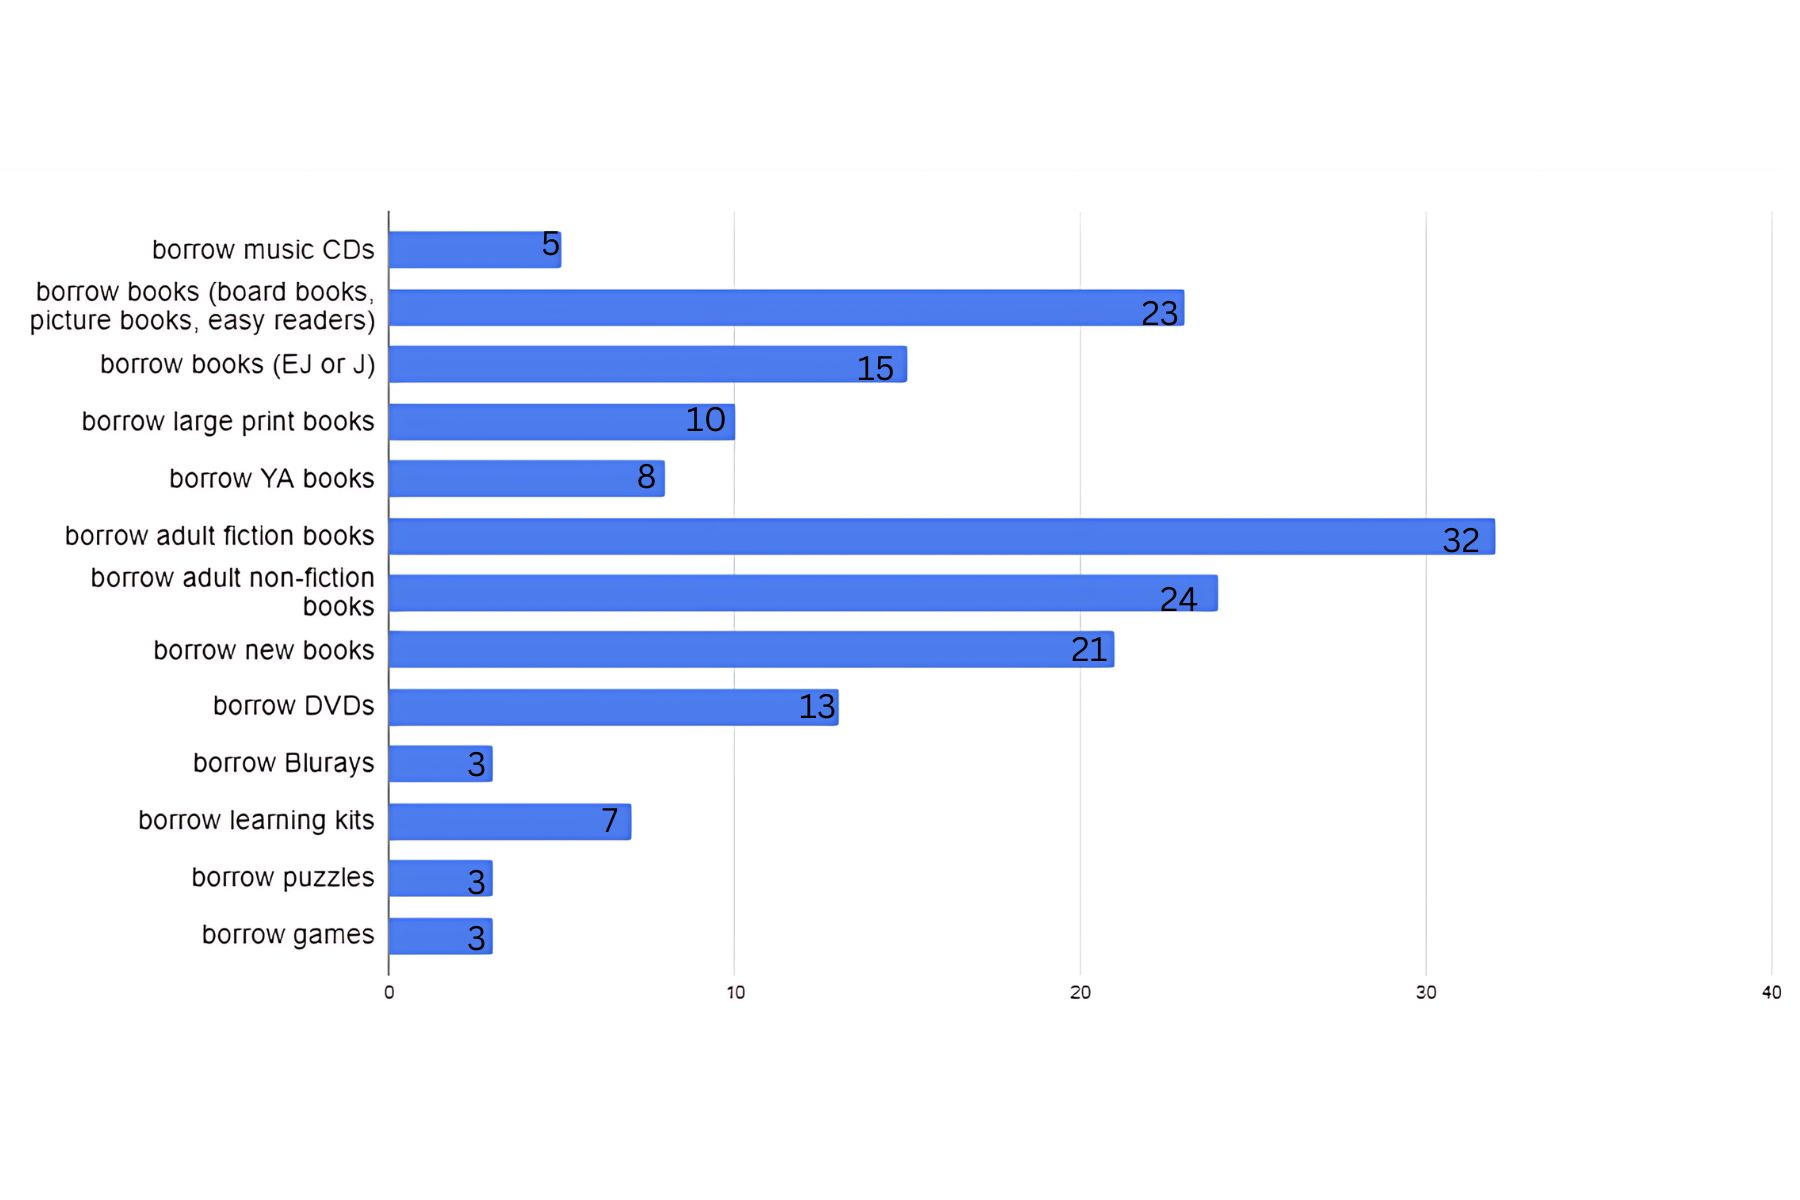 borrow music CDs
5
borrow books (board books,
picture books, easy readers)
23
borrow books (EJ or J)
15
borrow large print books
10
borrow YA books
8
borrow adult fiction books
32
borrow adult non-fiction
books
24
borrow new books
21
borrow DVDs
13
borrow Blurays
3
borrow learning kits
7
borrow puzzles
3
borrow games
3
0 10 20 30 40